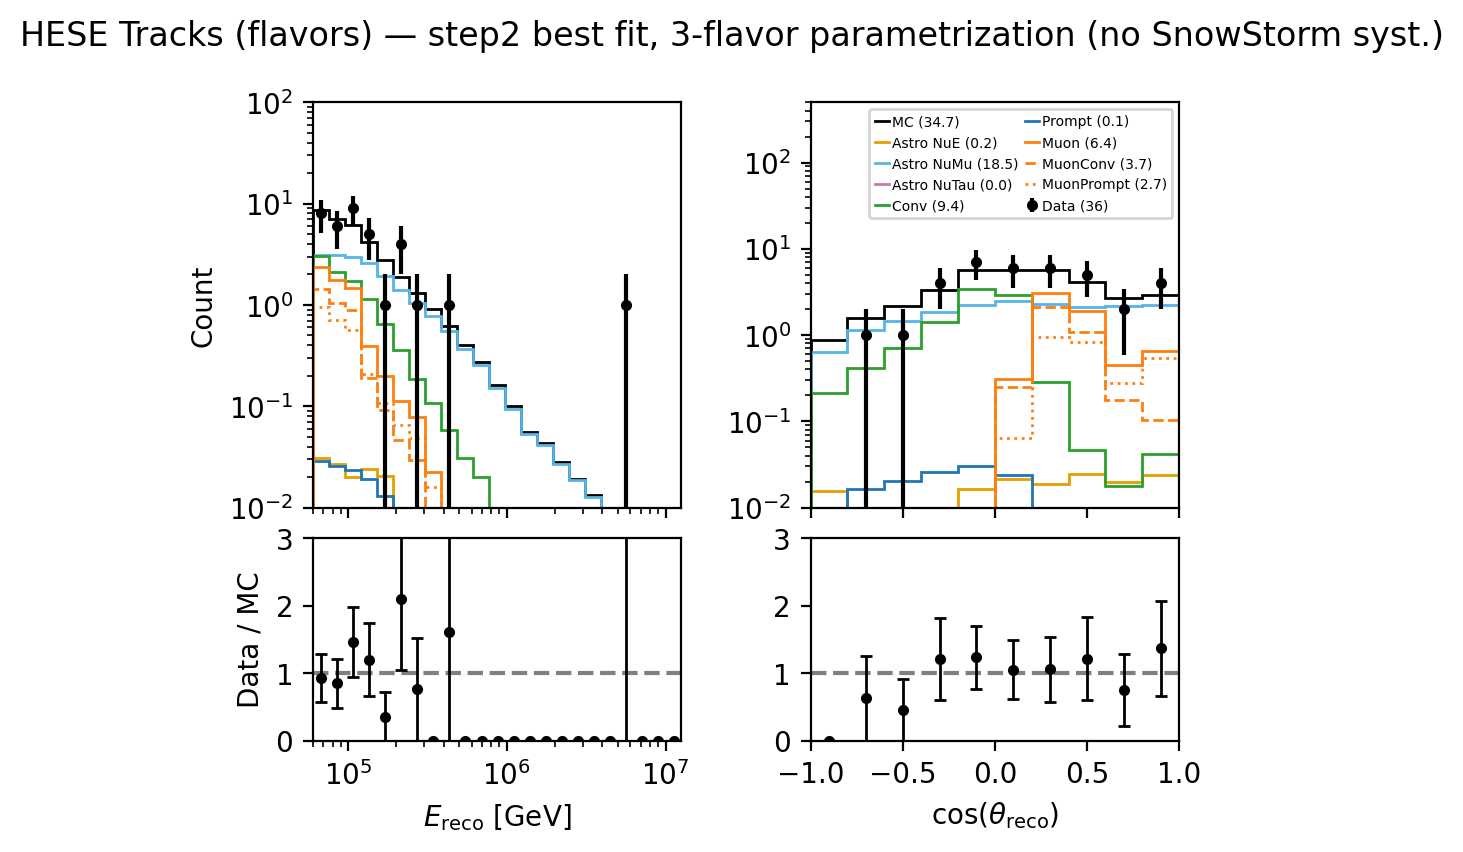 HESE Tracks (flavors) — step2 best fit, 3-flavor parametrization (no SnowStorm syst.)
10²
10¹
10⁰
10⁻¹
10⁻²
Count
10²
10¹
10⁰
10⁻¹
10⁻²
MC (34.7)
Astro NuE (0.2)
Astro NuMu (18.5)
Astro NuTau (0.0)
Conv (9.4)
Prompt (0.1)
Muon (6.4)
MuonConv (3.7)
MuonPrompt (2.7)
Data (36)
3
2
1
0
Data / MC
10⁵ 10⁶ 10⁷
E_reco [GeV]
3
2
1
0
−1.0 −0.5 0.0 0.5 1.0
cos(θ_reco)